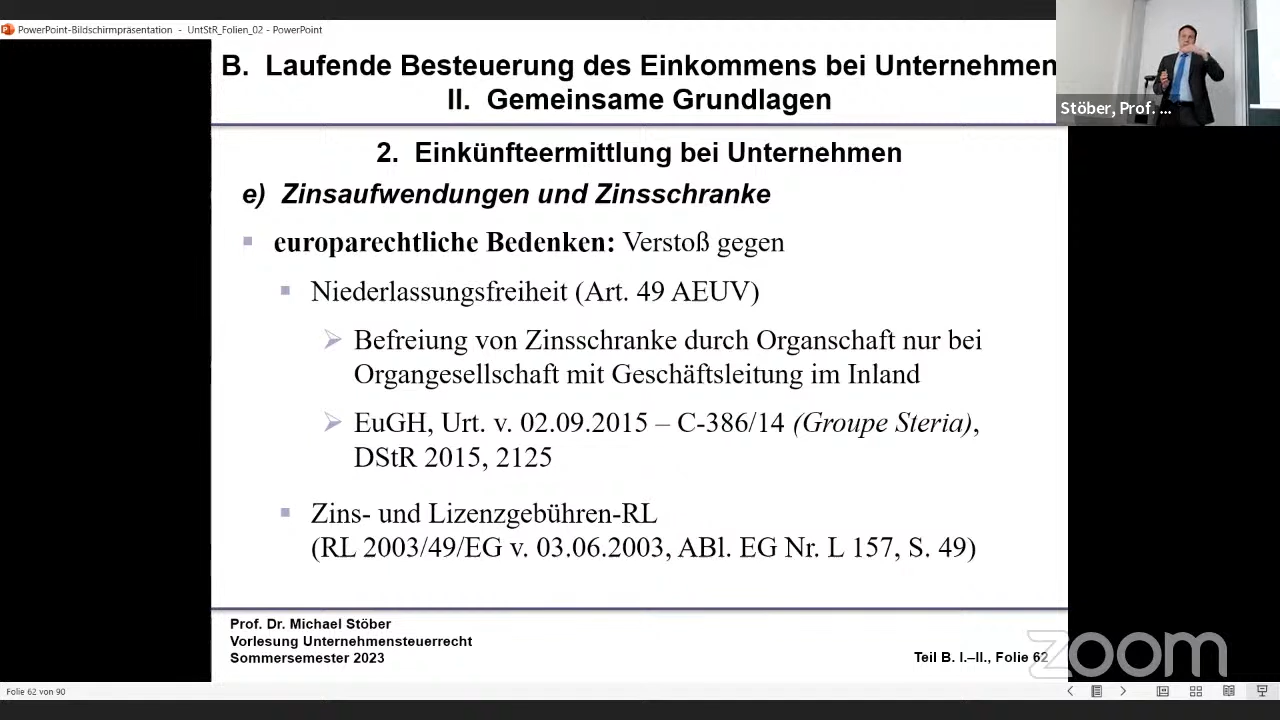 PowerPoint-Bildschirmpräsentation - UntStR_Folien_02 - PowerPoint
B. Laufende Besteuerung des Einkommens bei Unternehmen
II. Gemeinsame Grundlagen
Stöber, Prof. ...
2. Einkünfteermittlung bei Unternehmen
e) Zinsaufwendungen und Zinsschranke
europarechtliche Bedenken: Verstoß gegen
Niederlassungsfreiheit (Art. 49 AEUV)
Befreiung von Zinsschranke durch Organschaft nur bei
Organgesellschaft mit Geschäftsleitung im Inland
EuGH, Urt. v. 02.09.2015 – C-386/14 (Groupe Steria),
DStR 2015, 2125
Zins- und Lizenzgebühren-RL
(RL 2003/49/EG v. 03.06.2003, ABl. EG Nr. L 157, S. 49)
Prof. Dr. Michael Stöber
Vorlesung Unternehmensteuerrecht
Sommersemester 2023
Teil B. I.–II., Folie 62
zoom
Folie 62 von 90